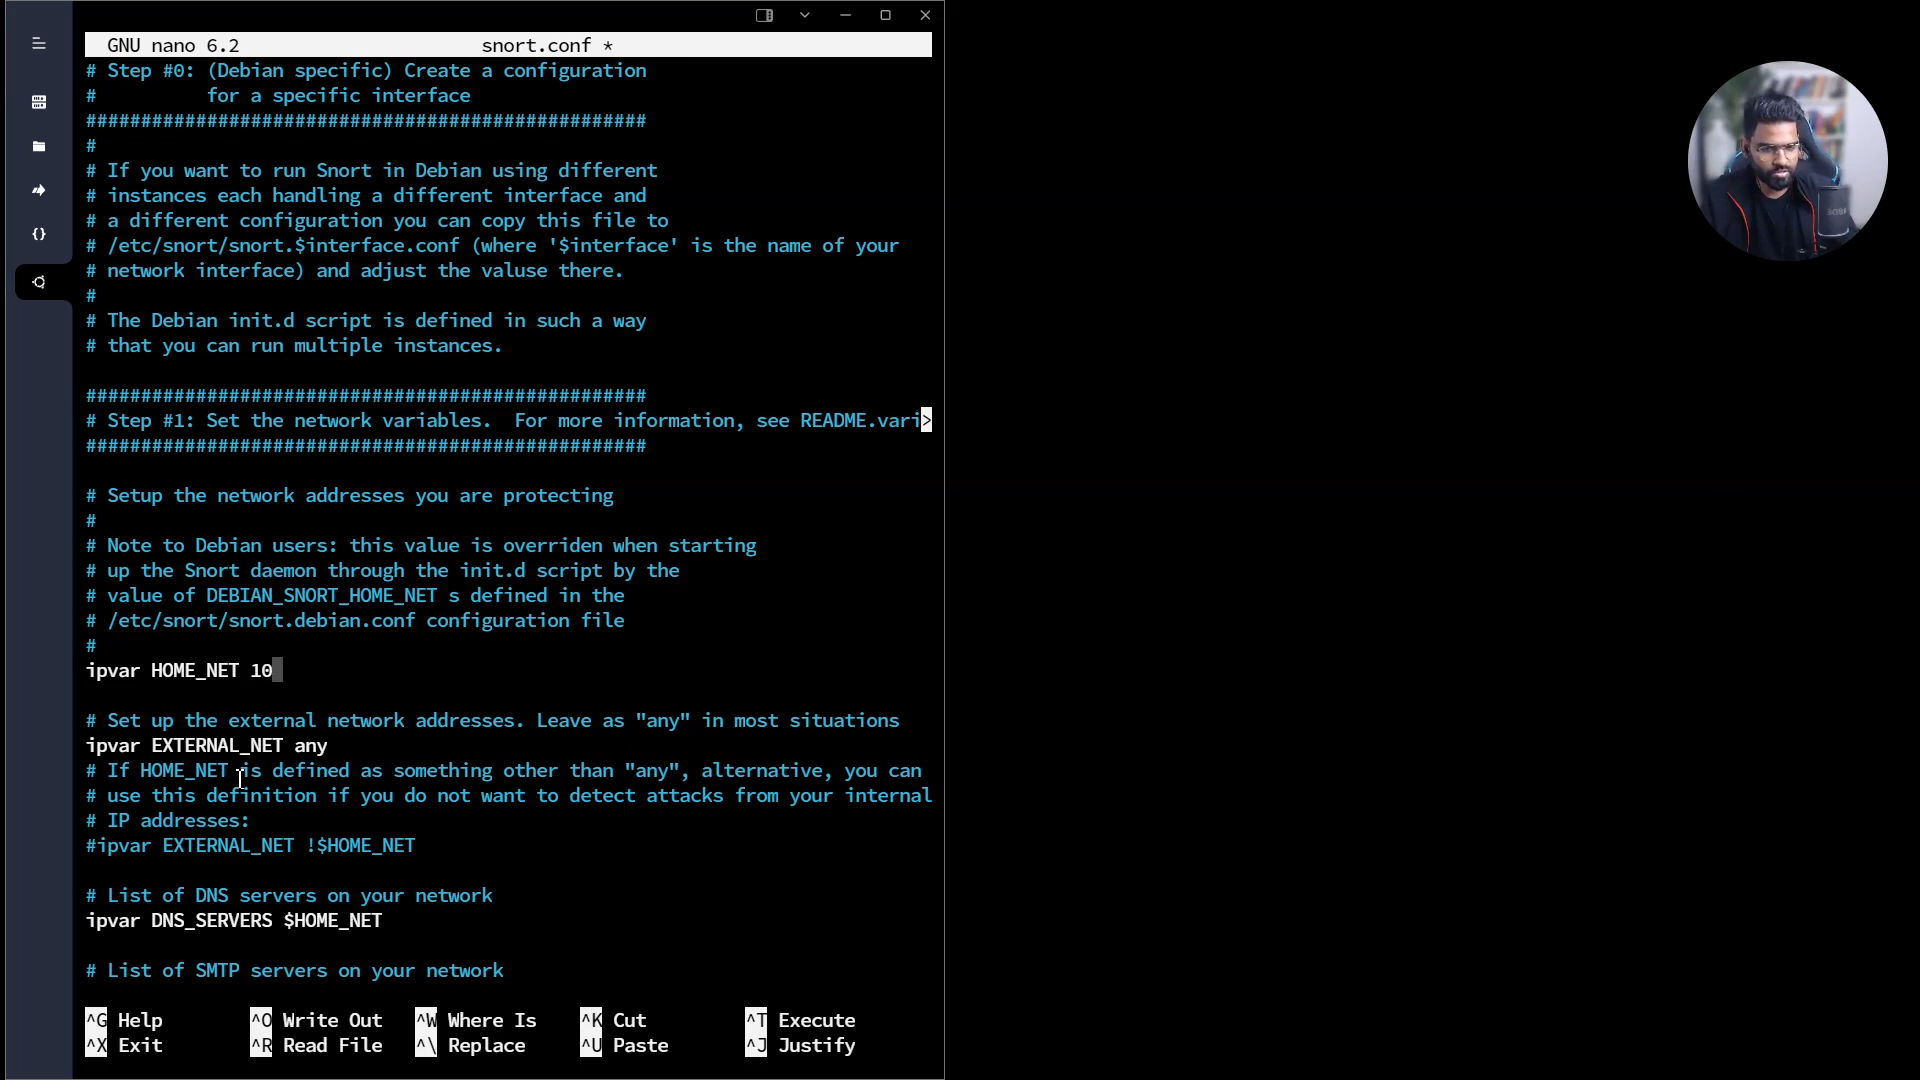 GNU nano 6.2 snort.conf *
# Step #0: (Debian specific) Create a configuration
# for a specific interface
###################################################
#
# If you want to run Snort in Debian using different
# instances each handling a different interface and
# a different configuration you can copy this file to
# /etc/snort/snort.$interface.conf (where '$interface' is the name of your
# network interface) and adjust the valuse there.
#
# The Debian init.d script is defined in such a way
# that you can run multiple instances.
###################################################
# Step #1: Set the network variables. For more information, see README.vari>
###################################################
# Setup the network addresses you are protecting
#
# Note to Debian users: this value is overriden when starting
# up the Snort daemon through the init.d script by the
# value of DEBIAN_SNORT_HOME_NET s defined in the
# /etc/snort/snort.debian.conf configuration file
#
ipvar HOME_NET 10
# Set up the external network addresses. Leave as "any" in most situations
ipvar EXTERNAL_NET any
# If HOME_NET is defined as something other than "any", alternative, you can
# use this definition if you do not want to detect attacks from your internal
# IP addresses:
#ipvar EXTERNAL_NET !$HOME_NET
# List of DNS servers on your network
ipvar DNS_SERVERS $HOME_NET
# List of SMTP servers on your network
^G Help ^O Write Out ^W Where Is ^K Cut ^T Execute
^X Exit ^R Read File ^\ Replace ^U Paste ^J Justify